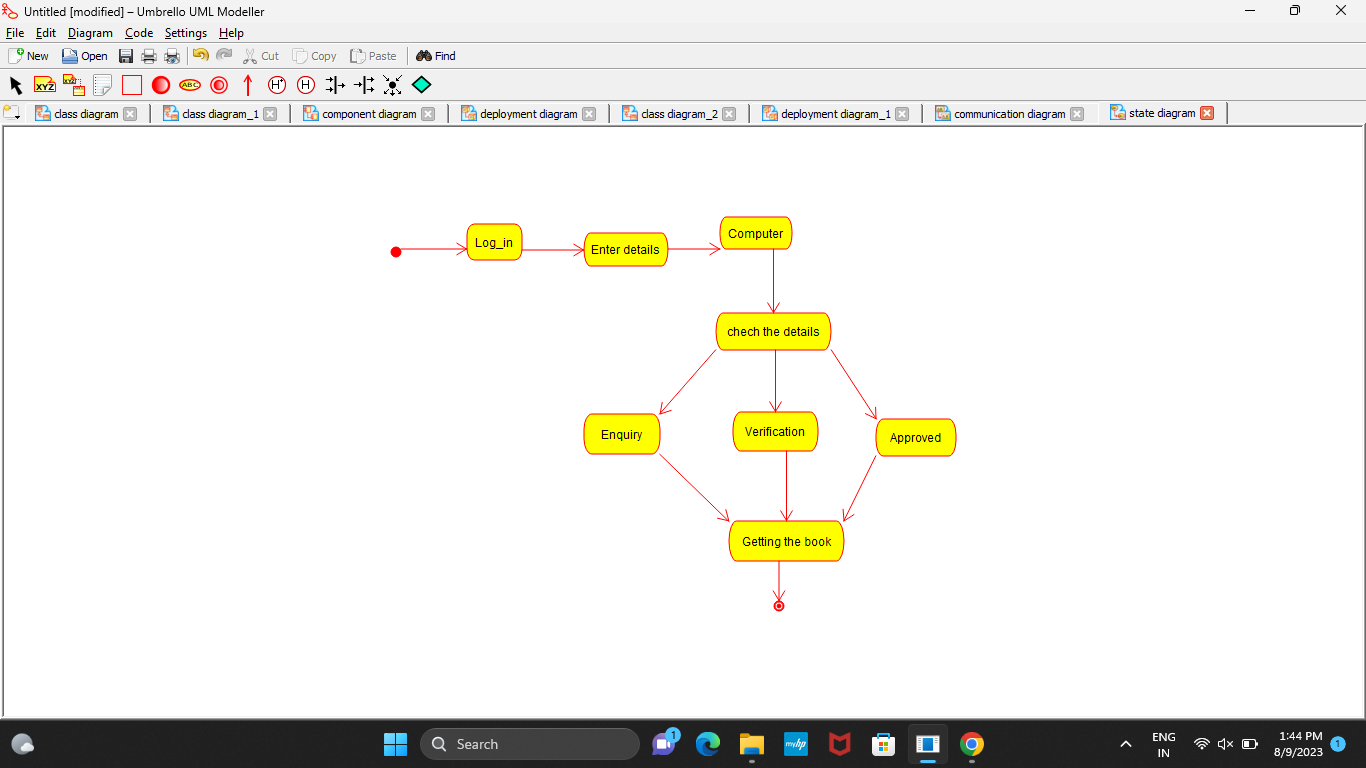 Untitled [modified] – Umbrello UML Modeller
File Edit Diagram Code Settings Help
New Open Cut Copy Paste Find
XYZ XYZ ABC H* H
class diagram class diagram_1 component diagram deployment diagram class diagram_2 deployment diagram_1 communication diagram state diagram
Log_in Enter details Computer
chech the details
Enquiry Verification Approved
Getting the book
Search 1 myhp ENG 1:44 PM 1
IN 8/9/2023